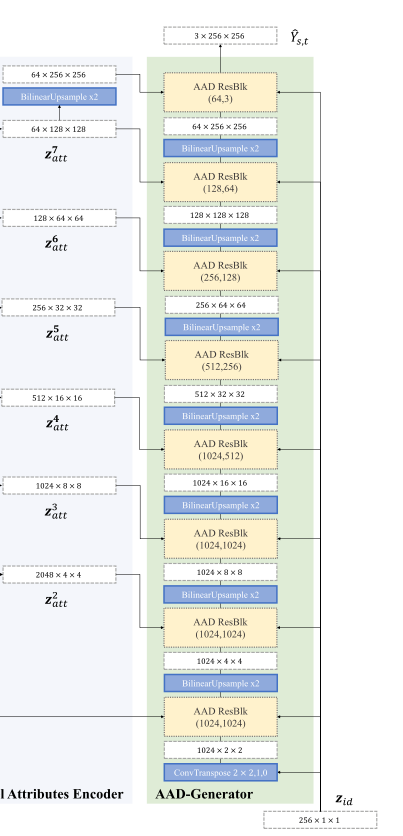 3 × 256 × 256
Ŷs,t
64 × 256 × 256
AAD ResBlk
(64,3)
BilinearUpsample x2
64 × 128 × 128
64 × 256 × 256
z⁷att
BilinearUpsample x2
AAD ResBlk
(128,64)
128 × 64 × 64
128 × 128 × 128
z⁶att
BilinearUpsample x2
AAD ResBlk
(256,128)
256 × 32 × 32
256 × 64 × 64
z⁵att
BilinearUpsample x2
AAD ResBlk
(512,256)
512 × 16 × 16
512 × 32 × 32
z⁴att
BilinearUpsample x2
AAD ResBlk
(1024,512)
1024 × 8 × 8
1024 × 16 × 16
z³att
BilinearUpsample x2
AAD ResBlk
(1024,1024)
2048 × 4 × 4
1024 × 8 × 8
z²att
BilinearUpsample x2
AAD ResBlk
(1024,1024)
1024 × 4 × 4
BilinearUpsample x2
AAD ResBlk
(1024,1024)
1024 × 2 × 2
ConvTranspose 2 × 2,1,0
l Attributes Encoder
AAD-Generator
zid
256 × 1 × 1